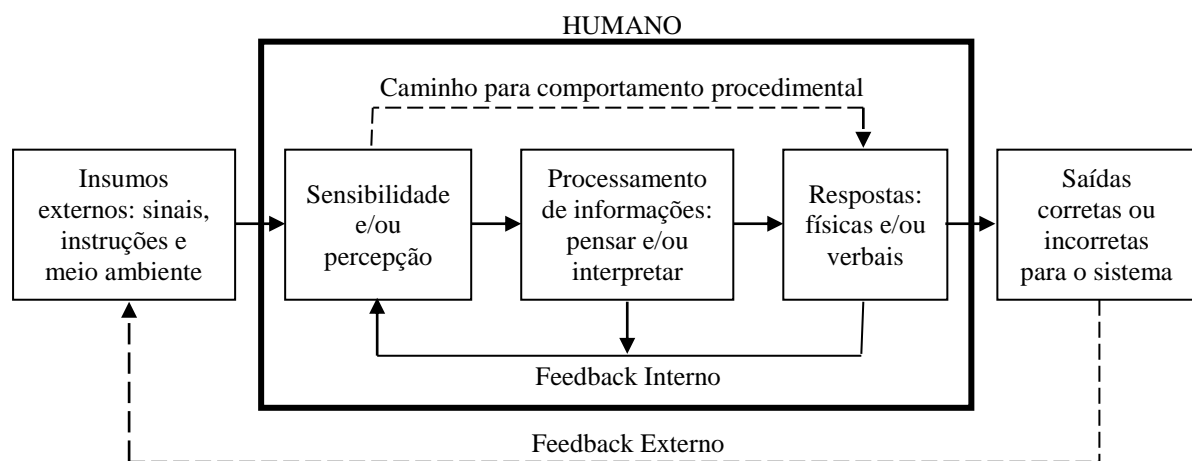 HUMANO
Caminho para comportamento procedimental
Insumos
externos: sinais,
instruções e
meio ambiente
Sensibilidade
e/ou
percepção
Processamento
de informações:
pensar e/ou
interpretar
Respostas:
físicas e/ou
verbais
Saídas
corretas ou
incorretas
para o sistema
Feedback Interno
Feedback Externo